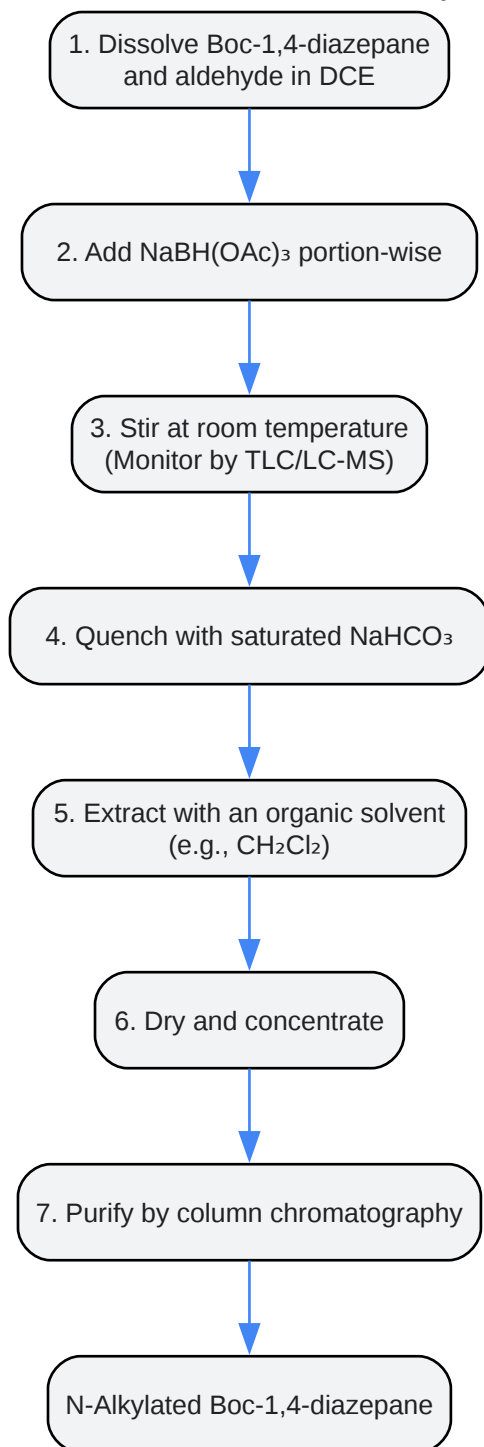 1. Dissolve Boc-1,4-diazepane
and aldehyde in DCE
2. Add NaBH(OAc)₃ portion-wise
3. Stir at room temperature
(Monitor by TLC/LC-MS)
4. Quench with saturated NaHCO₃
5. Extract with an organic solvent
(e.g., CH₂Cl₂)
6. Dry and concentrate
7. Purify by column chromatography
N-Alkylated Boc-1,4-diazepane